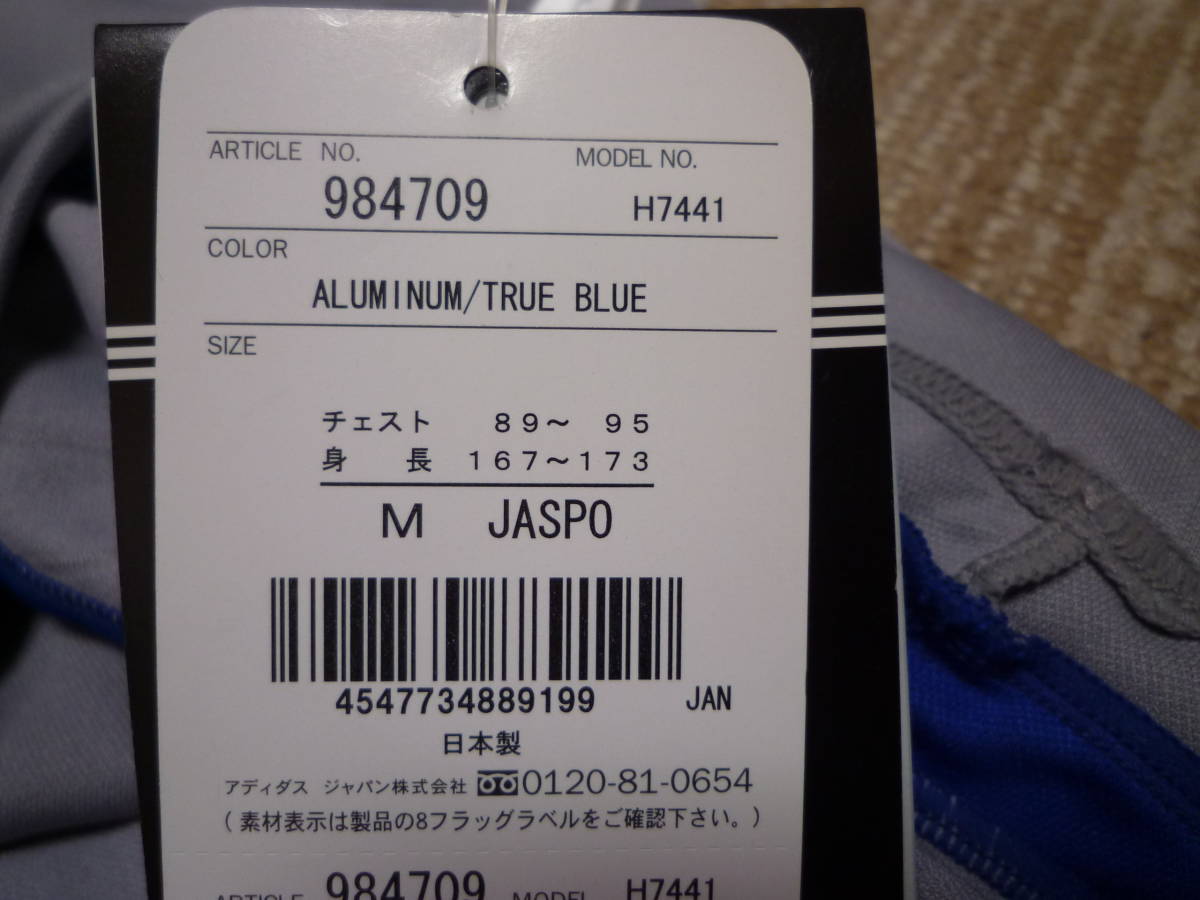 ARTICLE NO. MODEL NO.
984709 H7441
COLOR
ALUMINUM/TRUE BLUE
SIZE
チェスト 89〜 95
身 長 167〜173
M JASPO
4547734889199 JAN
日本製
アディダス ジャパン株式会社 0120-81-0654
(素材表示は製品の8フラッグラベルをご確認下さい。)
ARTICLE 984709 MODEL H7441